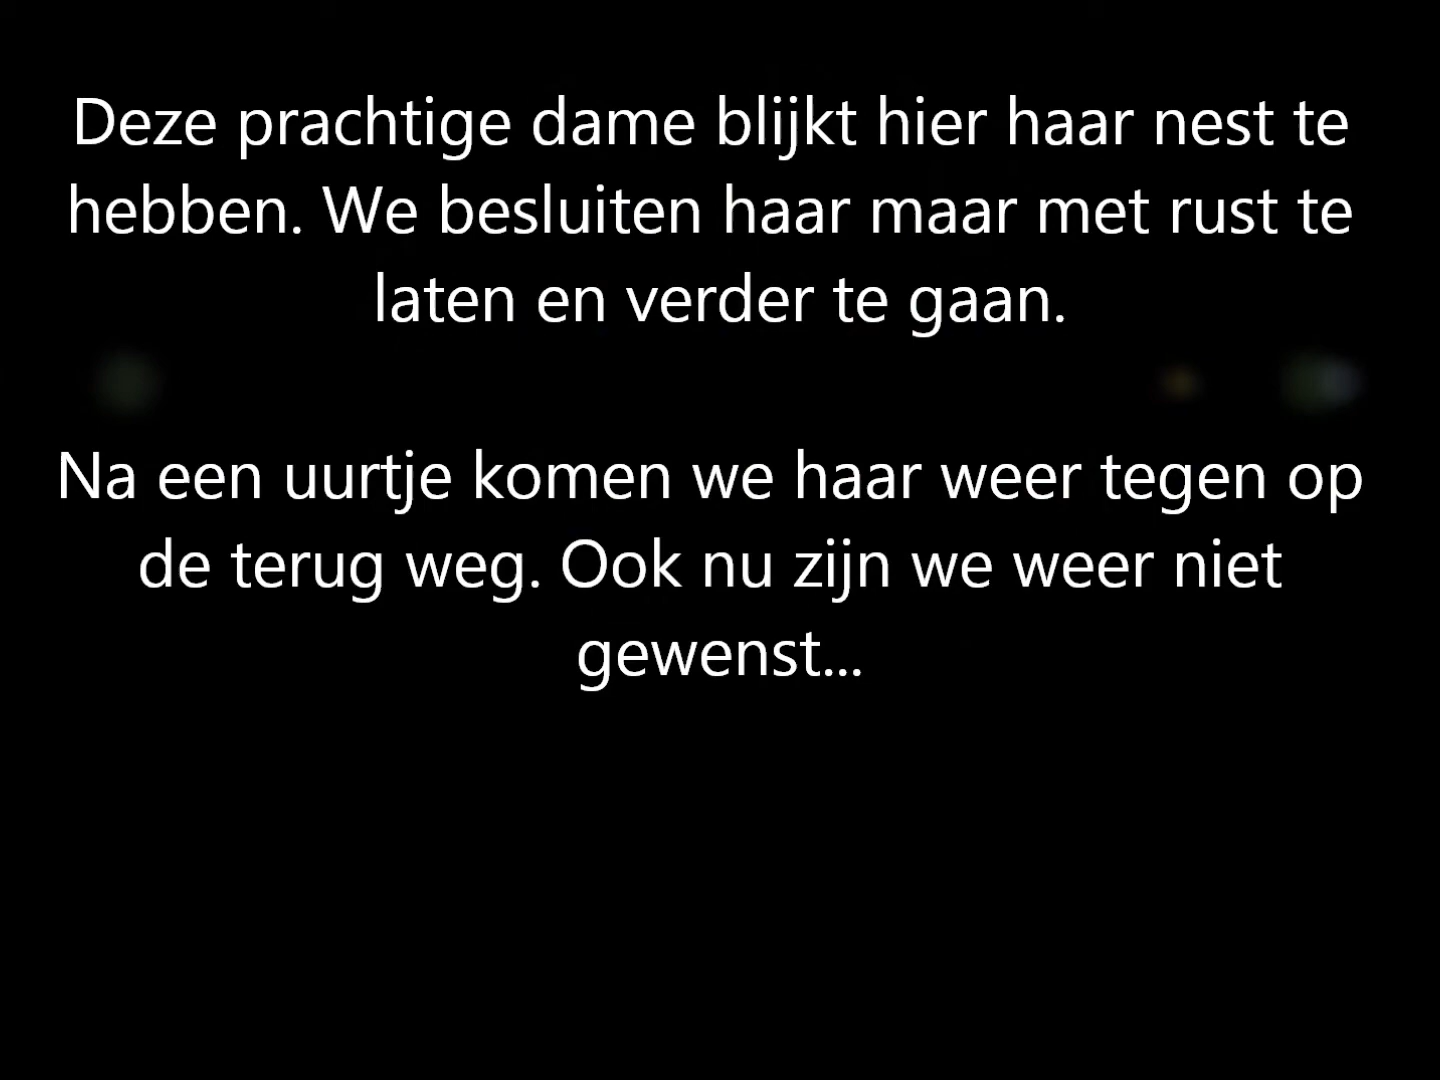 Deze prachtige dame blijkt hier haar nest te
hebben. We besluiten haar maar met rust te
laten en verder te gaan.
Na een uurtje komen we haar weer tegen op
de terug weg. Ook nu zijn we weer niet
gewenst...